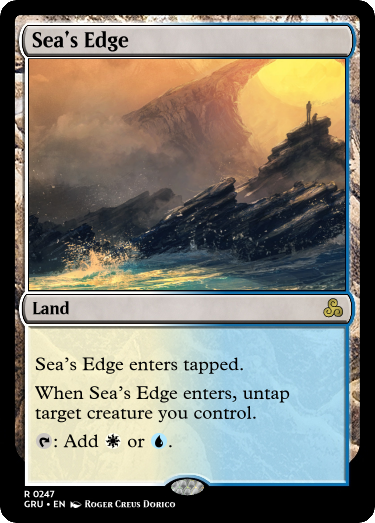 Sea's Edge
Land
Sea's Edge enters tapped.
When Sea's Edge enters, untap
target creature you control.
: Add or .
R 0247
GRU • EN Roger Creus Dorico